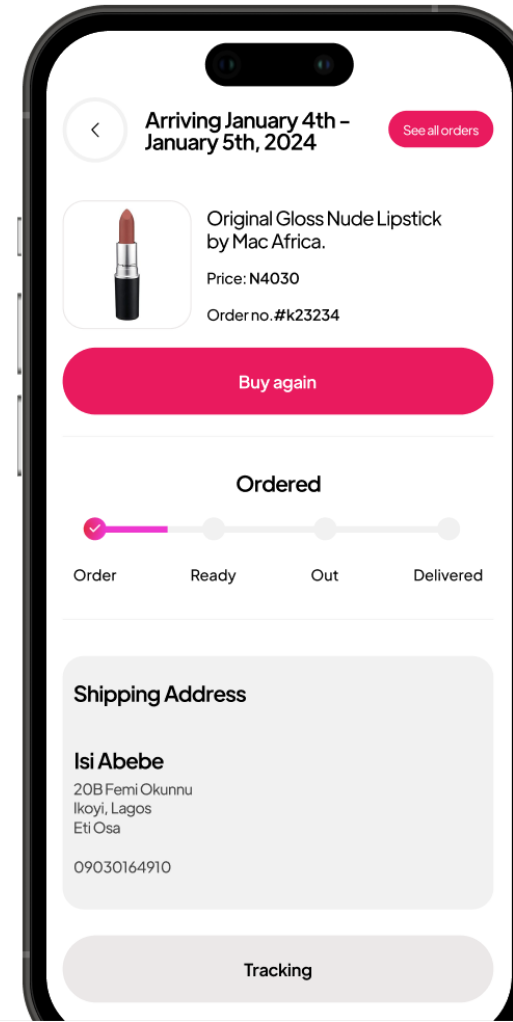 Arriving January 4th –
January 5th, 2024
See all orders
Original Gloss Nude Lipstick
by Mac Africa.
Price: N4030
Order no.#k23234
Buy again
Ordered
Order Ready Out Delivered
Shipping Address
Isi Abebe
20B Femi Okunnu
Ikoyi, Lagos
Eti Osa
09030164910
Tracking